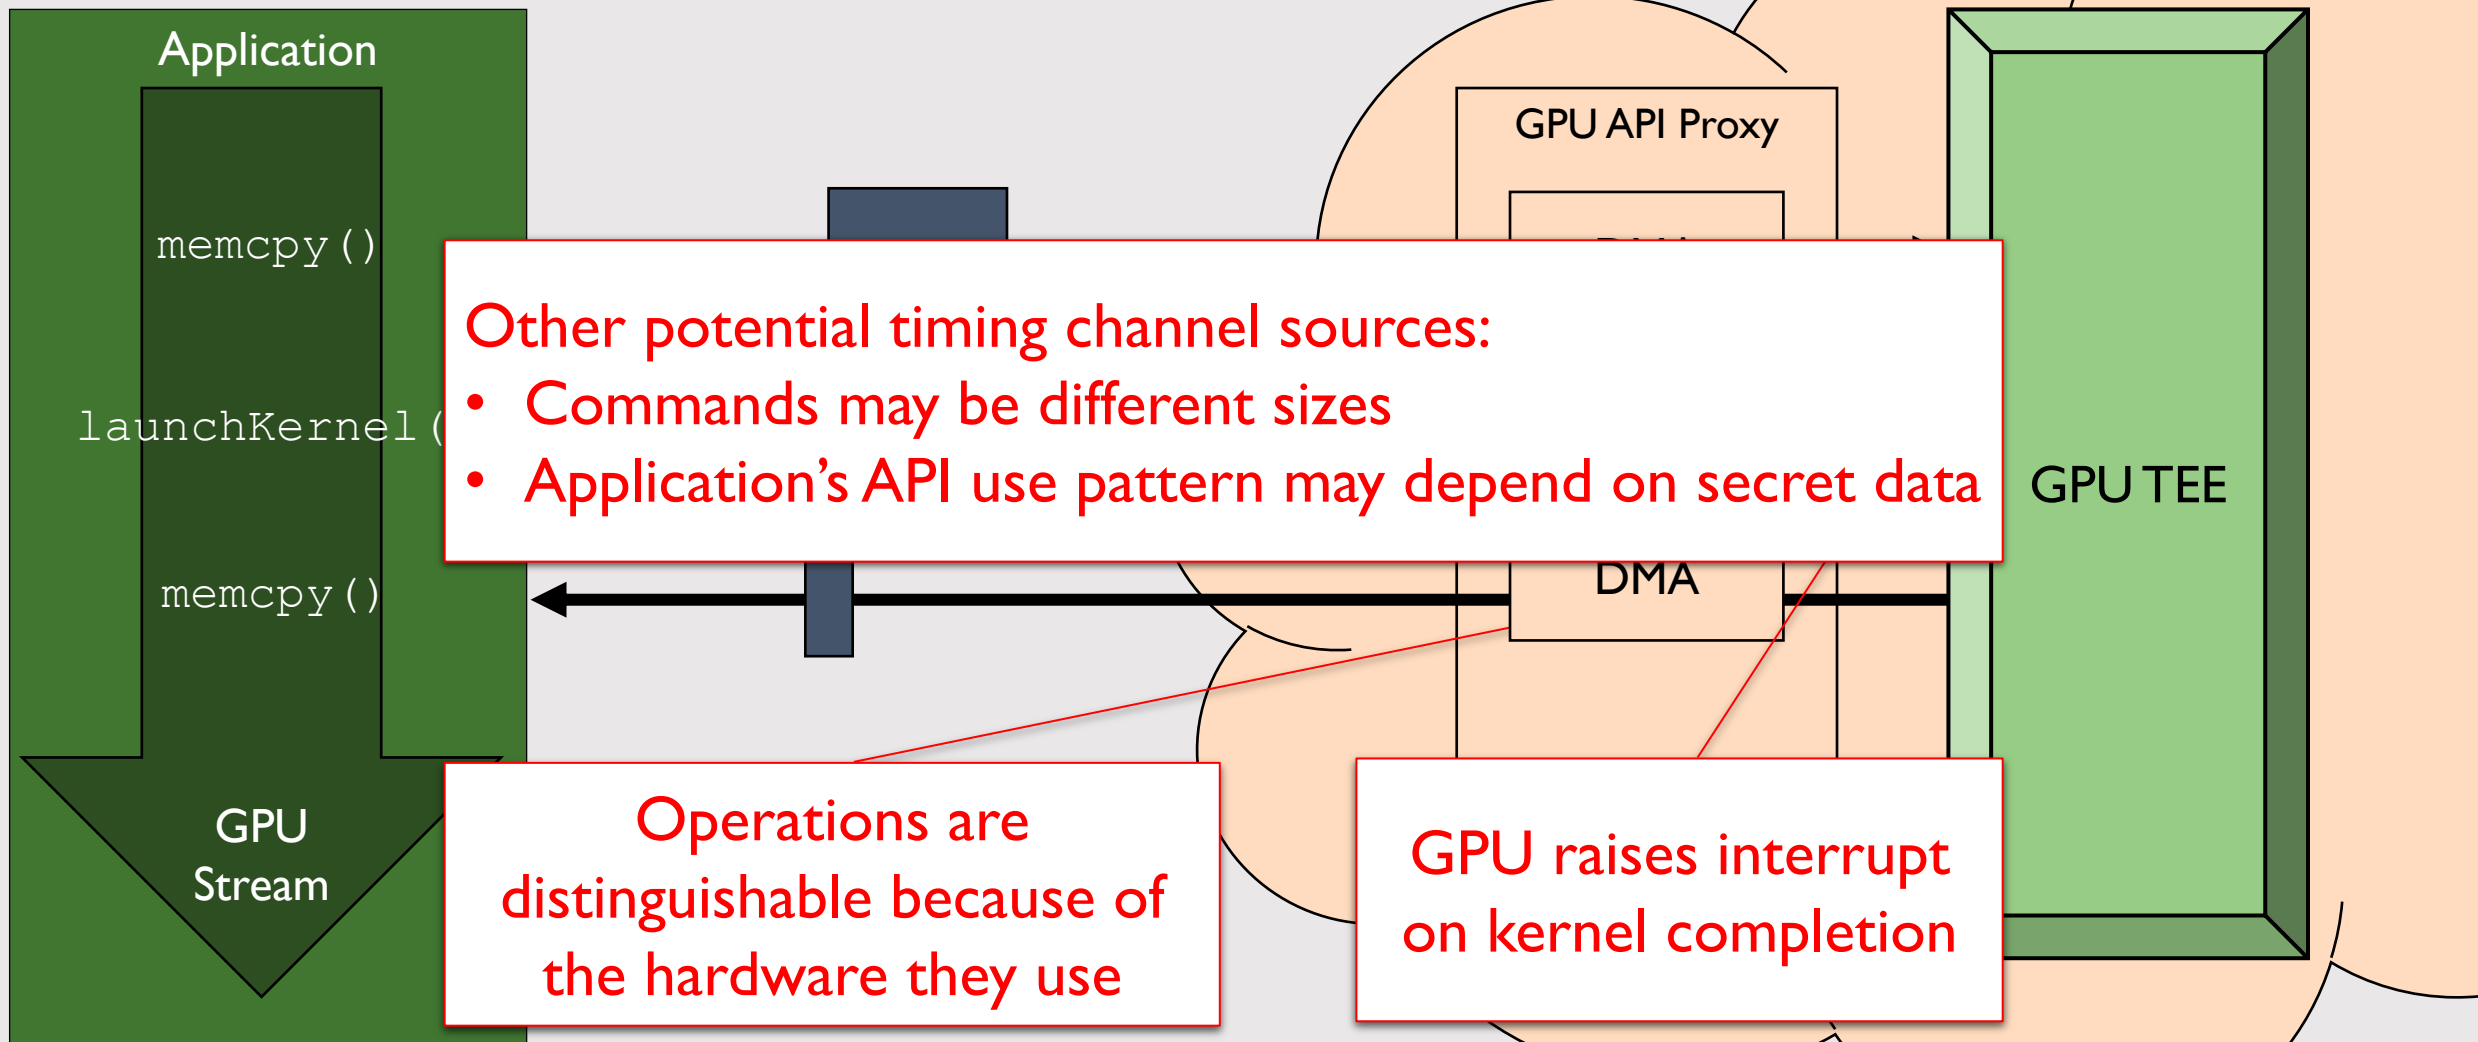 Application
GPU API Proxy
memcpy()
Other potential timing channel sources:
• Commands may be different sizes
launchKernel(
• Application’s API use pattern may depend on secret data
GPU TEE
DMA
memcpy()
Operations are
distinguishable because of
the hardware they use
GPU raises interrupt
on kernel completion
GPU
Stream